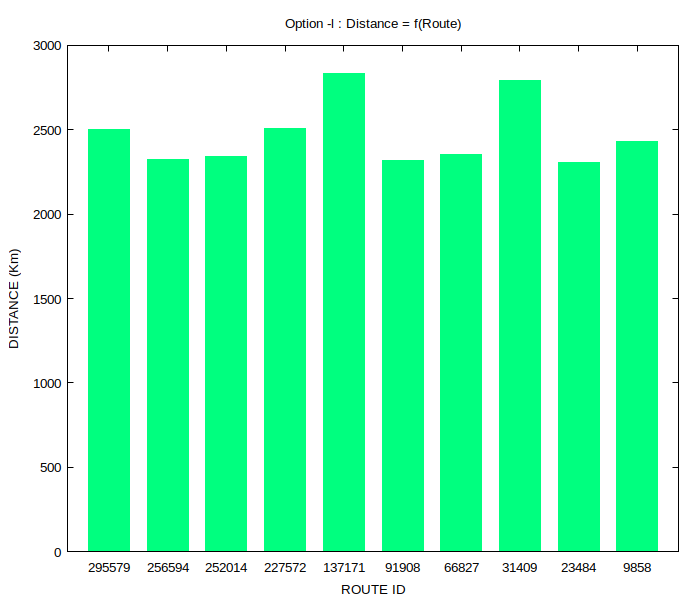 Option -l : Distance = f(Route)
3000
2500
2000
1500
1000
500
0
DISTANCE (Km)
295579 256594 252014 227572 137171 91908 66827 31409 23484 9858
ROUTE ID